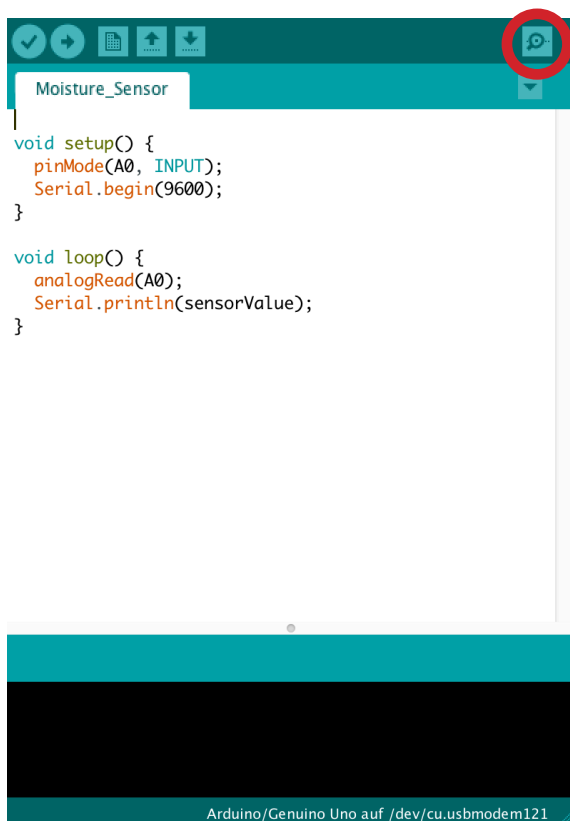 Moisture_Sensor
void setup() {
  pinMode(A0, INPUT);
  Serial.begin(9600);
}

void loop() {
  analogRead(A0);
  Serial.println(sensorValue);
}
Arduino/Genuino Uno auf /dev/cu.usbmodem121